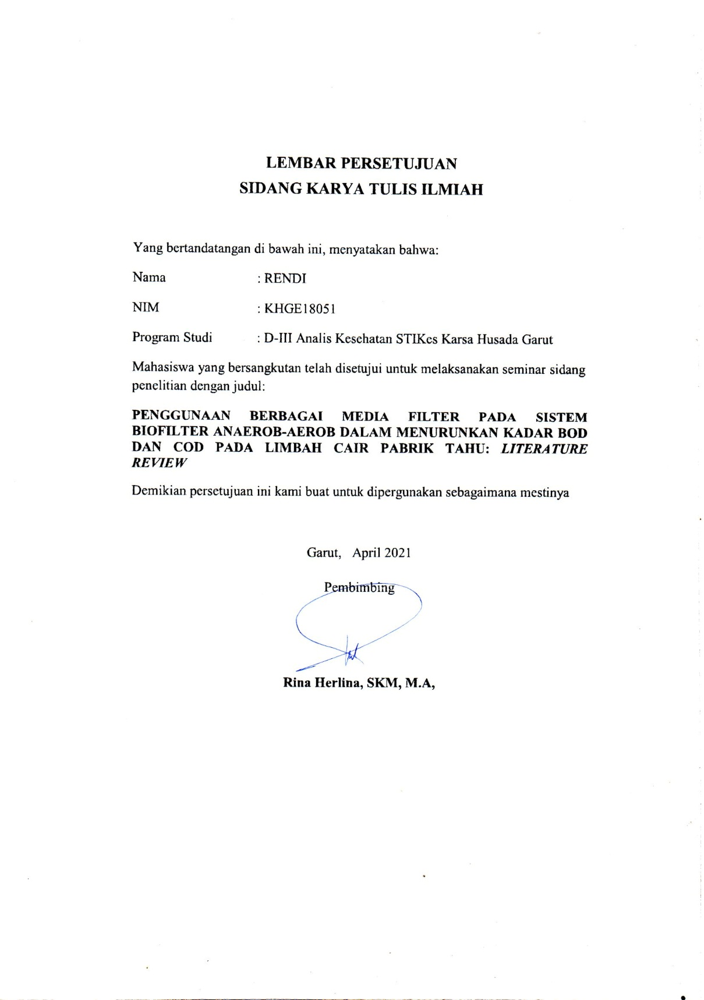 LEMBAR PERSETUJUAN
SIDANG KARYA TULIS ILMIAH
Yang bertandatangan di bawah ini, menyatakan bahwa:
Nama : RENDI
NIM : KHGE18051
Program Studi : D-III Analis Kesehatan STIKes Karsa Husada Garut
Mahasiswa yang bersangkutan telah disetujui untuk melaksanakan seminar sidang
penelitian dengan judul:
PENGGUNAAN BERBAGAI MEDIA FILTER PADA SISTEM
BIOFILTER ANAEROB-AEROB DALAM MENURUNKAN KADAR BOD
DAN COD PADA LIMBAH CAIR PABRIK TAHU: LITERATURE
REVIEW
Demikian persetujuan ini kami buat untuk dipergunakan sebagaimana mestinya
Garut, April 2021
Pembimbing
Rina Herlina, SKM, M.A,